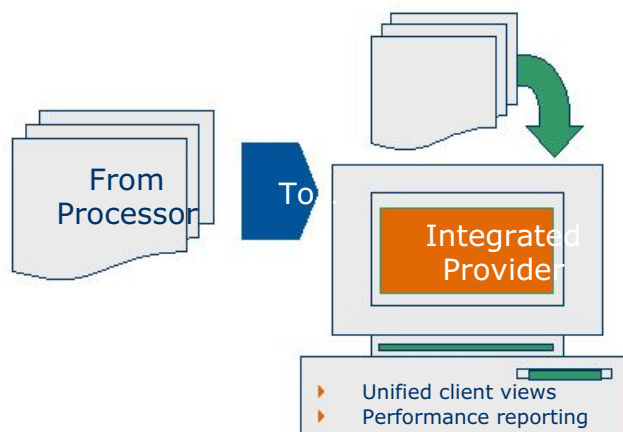 From
Processor
To...
Integrated
Provider
Unified client views
Performance reporting